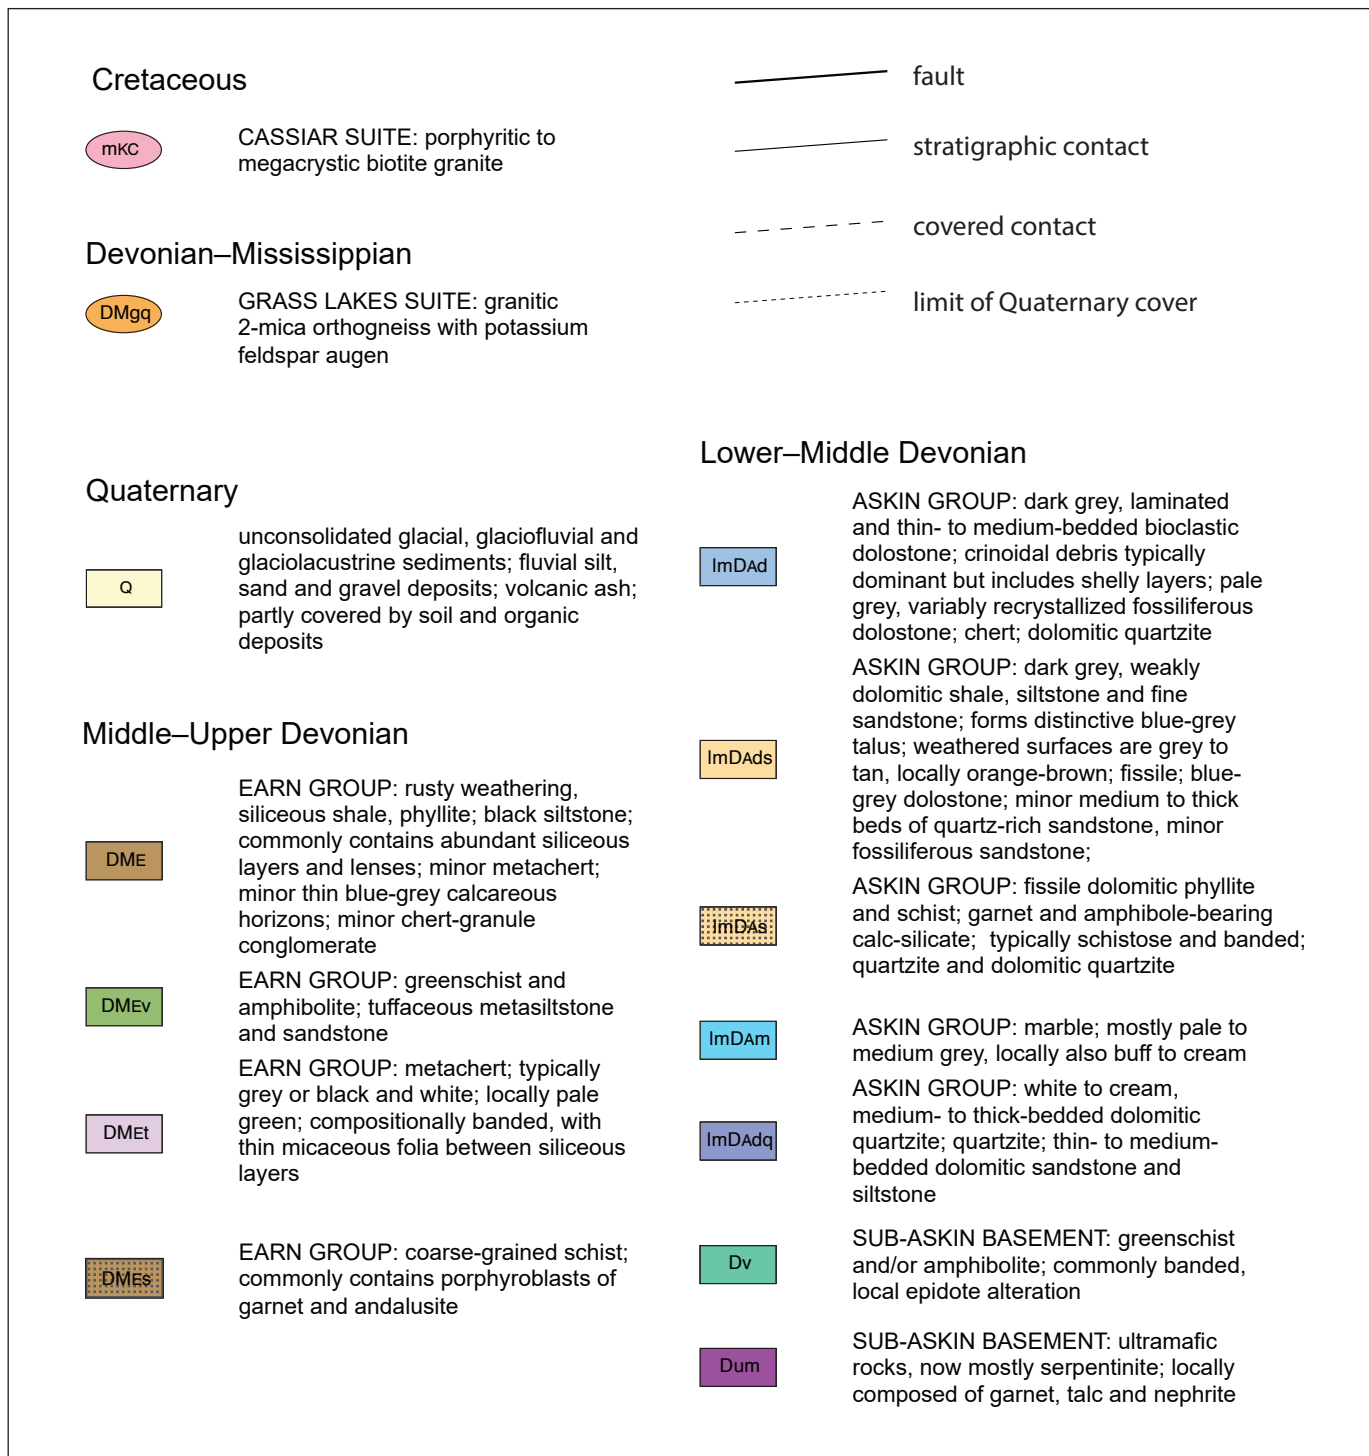 Cretaceous
mKC
CASSIAR SUITE: porphyritic to
megacrystic biotite granite
Devonian–Mississippian
DMgq
GRASS LAKES SUITE: granitic
2-mica orthogneiss with potassium
feldspar augen
fault
stratigraphic contact
covered contact
limit of Quaternary cover
Quaternary
Q
unconsolidated glacial, glaciofluvial and
glaciolacustrine sediments; fluvial silt,
sand and gravel deposits; volcanic ash;
partly covered by soil and organic
deposits
Middle–Upper Devonian
DME
EARN GROUP: rusty weathering,
siliceous shale, phyllite; black siltstone;
commonly contains abundant siliceous
layers and lenses; minor metachert;
minor thin blue-grey calcareous
horizons; minor chert-granule
conglomerate
DMEv
EARN GROUP: greenschist and
amphibolite; tuffaceous metasiltstone
and sandstone
DMEt
EARN GROUP: metachert; typically
grey or black and white; locally pale
green; compositionally banded, with
thin micaceous folia between siliceous
layers
DMEs
EARN GROUP: coarse-grained schist;
commonly contains porphyroblasts of
garnet and andalusite
Lower–Middle Devonian
lmDAd
ASKIN GROUP: dark grey, laminated
and thin- to medium-bedded bioclastic
dolostone; crinoidal debris typically
dominant but includes shelly layers; pale
grey, variably recrystallized fossiliferous
dolostone; chert; dolomitic quartzite
lmDAds
ASKIN GROUP: dark grey, weakly
dolomitic shale, siltstone and fine
sandstone; forms distinctive blue-grey
talus; weathered surfaces are grey to
tan, locally orange-brown; fissile; blue-
grey dolostone; minor medium to thick
beds of quartz-rich sandstone, minor
fossiliferous sandstone;
lmDAs
ASKIN GROUP: fissile dolomitic phyllite
and schist; garnet and amphibole-bearing
calc-silicate; typically schistose and banded;
quartzite and dolomitic quartzite
lmDAm
ASKIN GROUP: marble; mostly pale to
medium grey, locally also buff to cream
lmDAdq
ASKIN GROUP: white to cream,
medium- to thick-bedded dolomitic
quartzite; quartzite; thin- to medium-
bedded dolomitic sandstone and
siltstone
Dv
SUB-ASKIN BASEMENT: greenschist
and/or amphibolite; commonly banded,
local epidote alteration
Dum
SUB-ASKIN BASEMENT: ultramafic
rocks, now mostly serpentinite; locally
composed of garnet, talc and nephrite